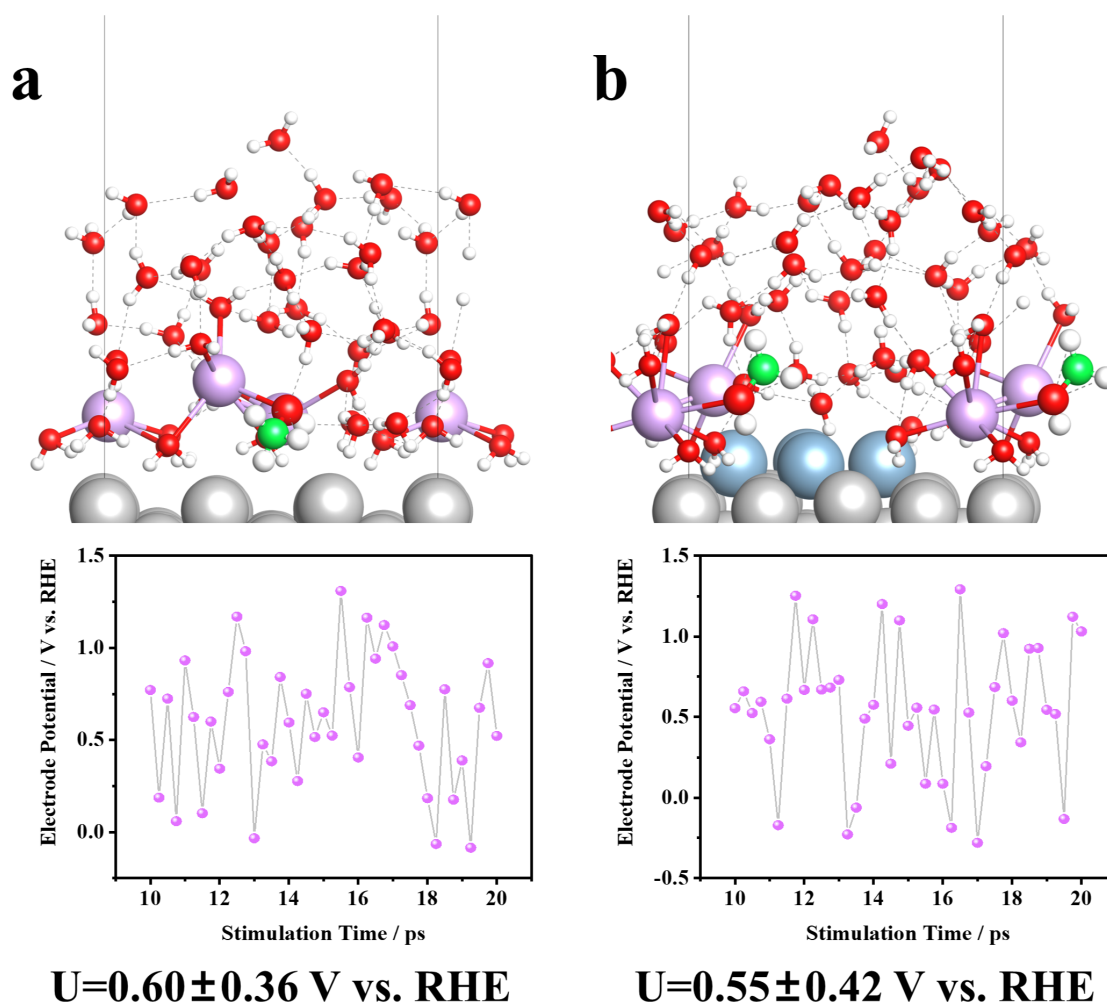 a
b
1.5
1.0
0.5
0.0
Electrode Potential / V vs. RHE
10 12 14 16 18 20
Stimulation Time / ps
1.5
1.0
0.5
0.0
-0.5
Electrode Potential / V vs. RHE
10 12 14 16 18 20
Stimulation Time / ps
U=0.60±0.36 V vs. RHE
U=0.55±0.42 V vs. RHE